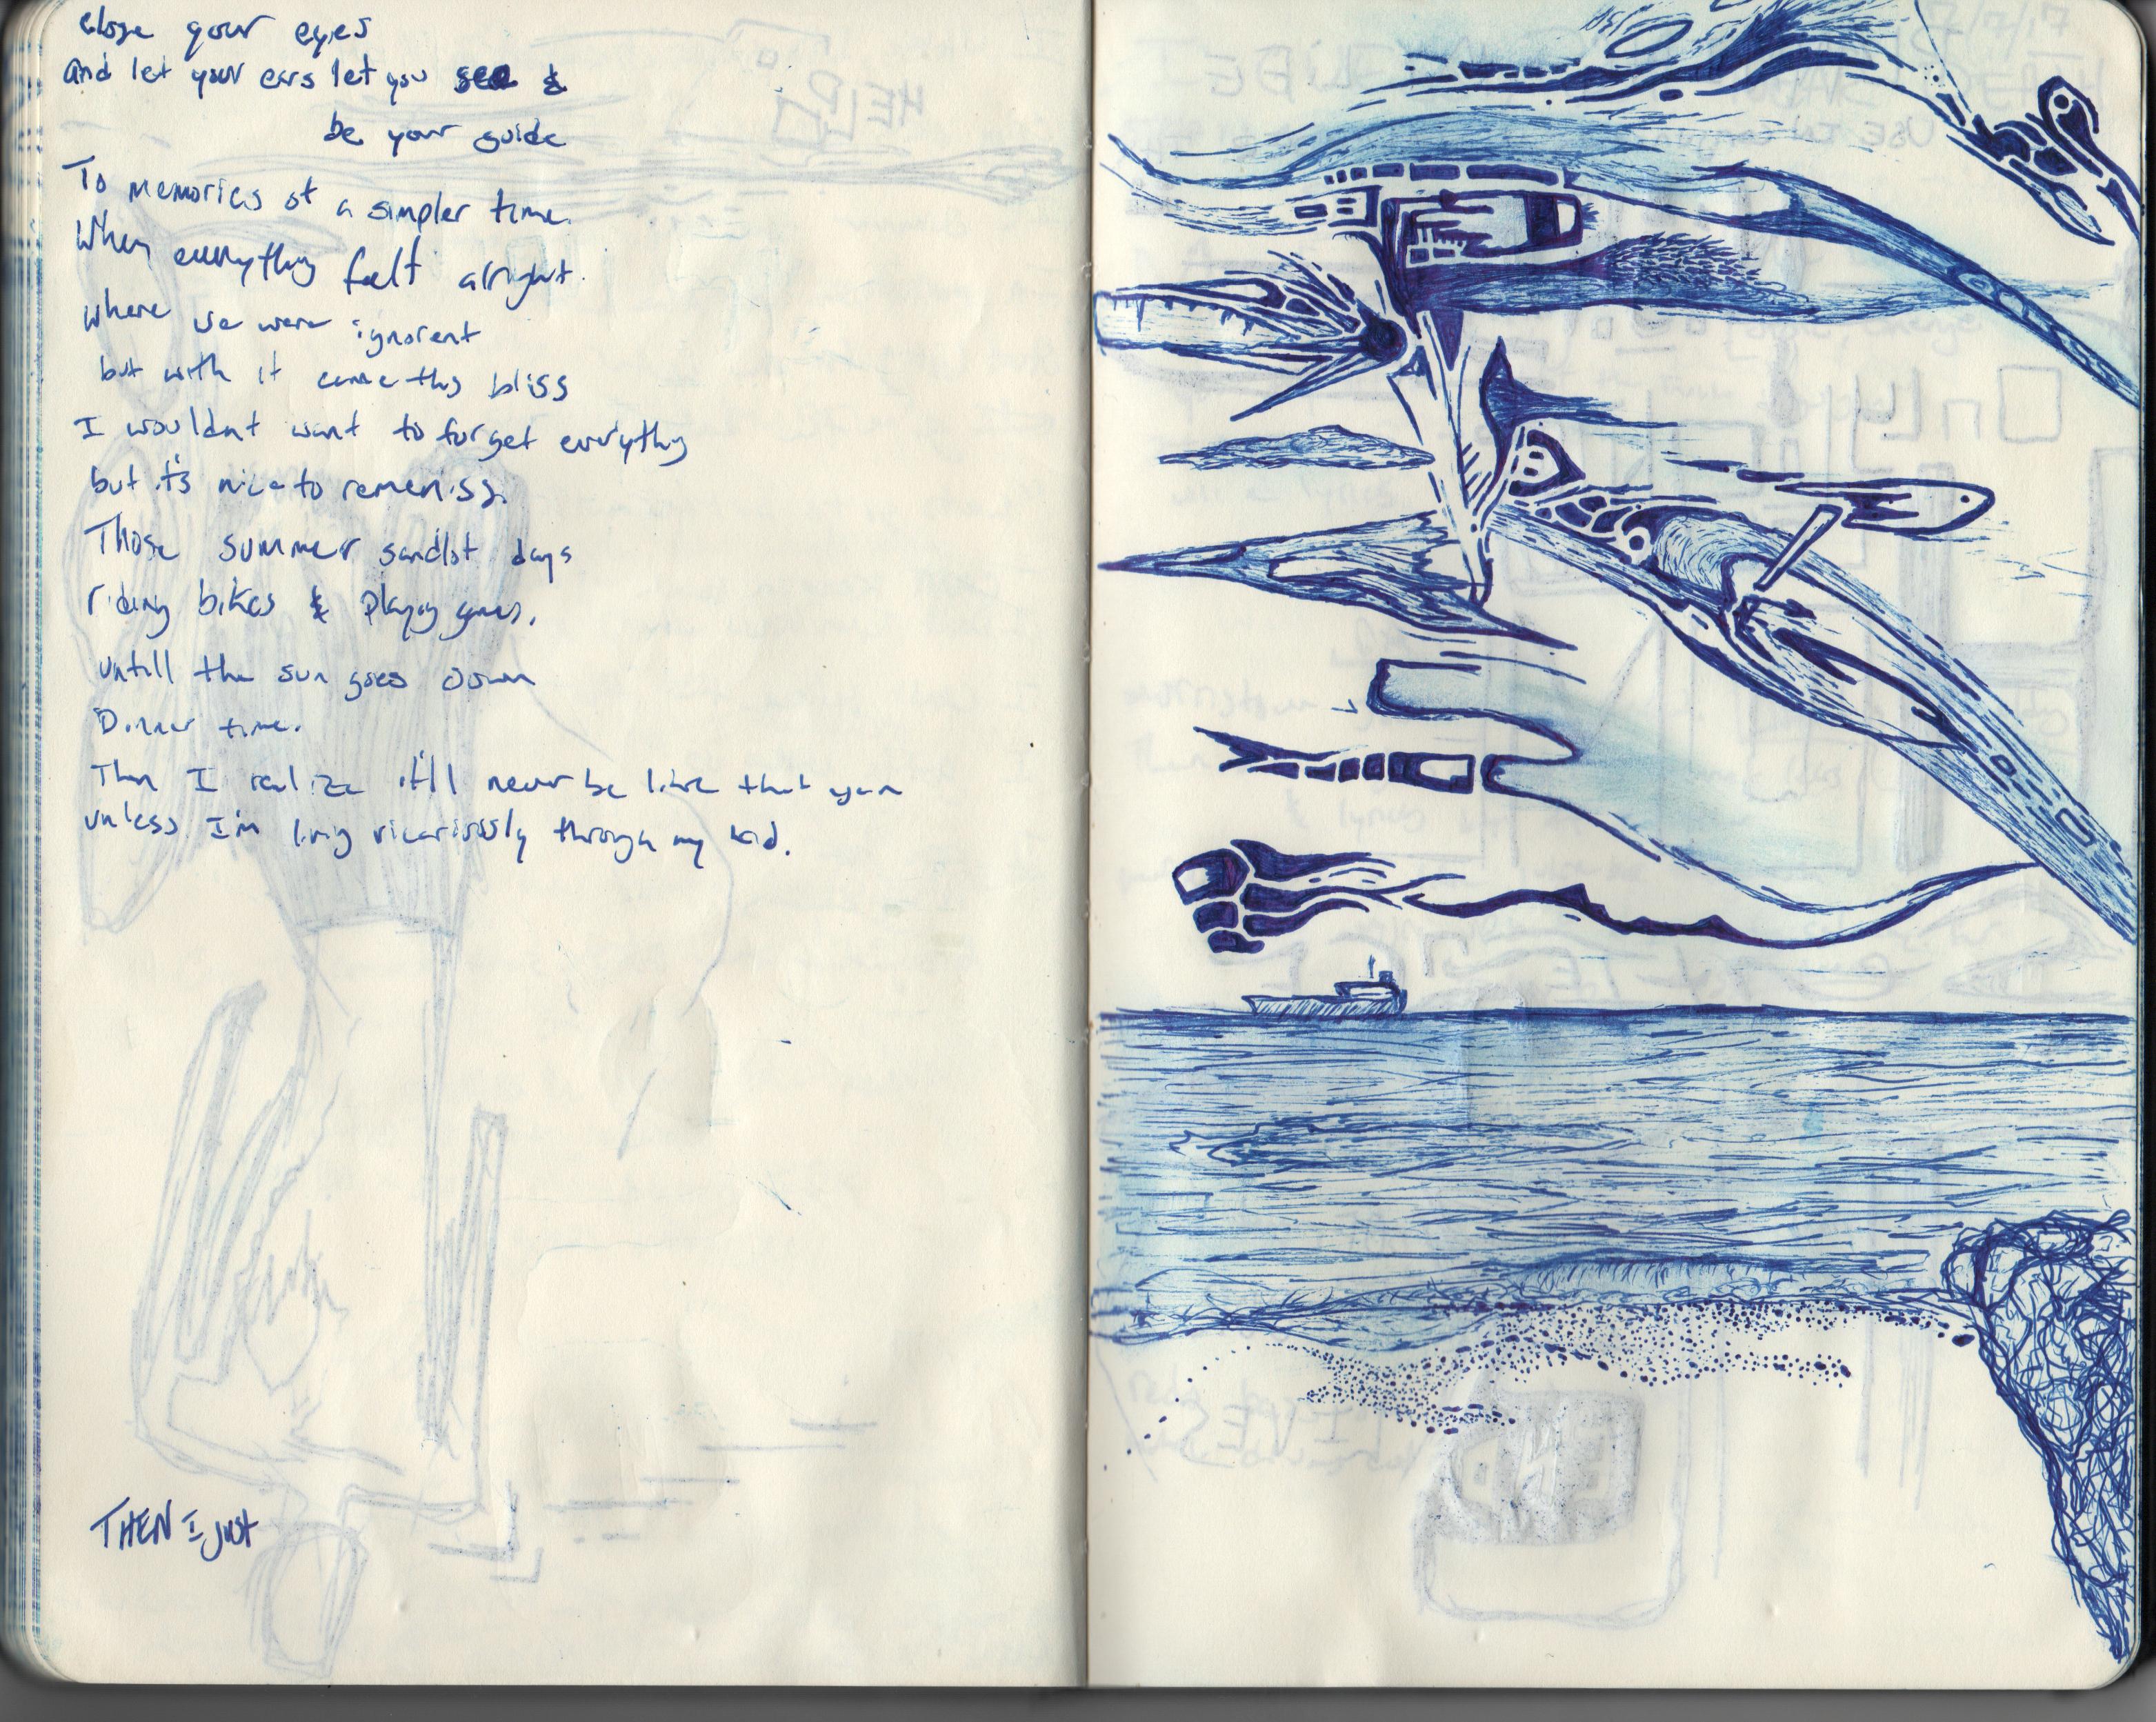 close your eyes
And let your ears let you see &
be your guide
To memories of a simpler time.
When everything felt alright.
Where we were ignorent
but with it came this bliss
I wouldnt want to forget everything
but it's nice to reminiss.
Those summer sandlot days
riding bikes & playing games.
untill the sun goes down
Dinner time.
Then I realize it'll never be like that again
unless I'm living vicariously through my kid.
THEN I just
HELP
END